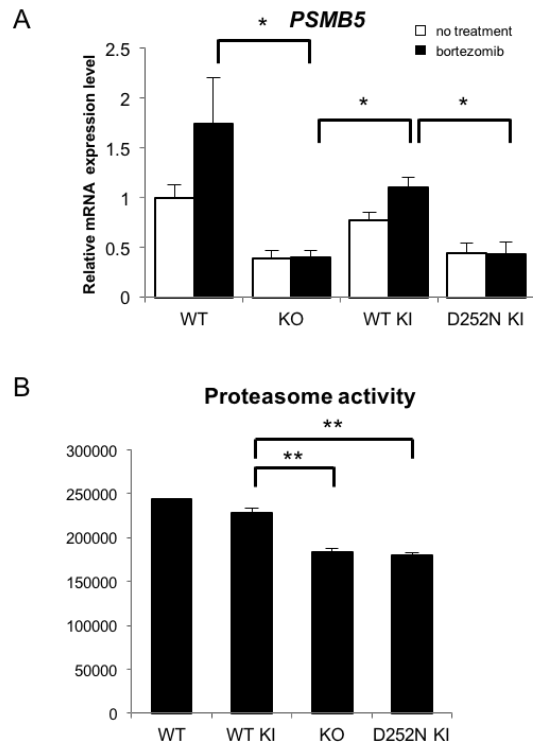 A
PSMB5
no treatment
bortezomib
*
*
*
Relative mRNA expression level
2.5
2
1.5
1
0.5
0
WT
KO
WT KI
D252N KI
B
Proteasome activity
**
**
300000
250000
200000
150000
100000
50000
0
WT
WT KI
KO
D252N KI